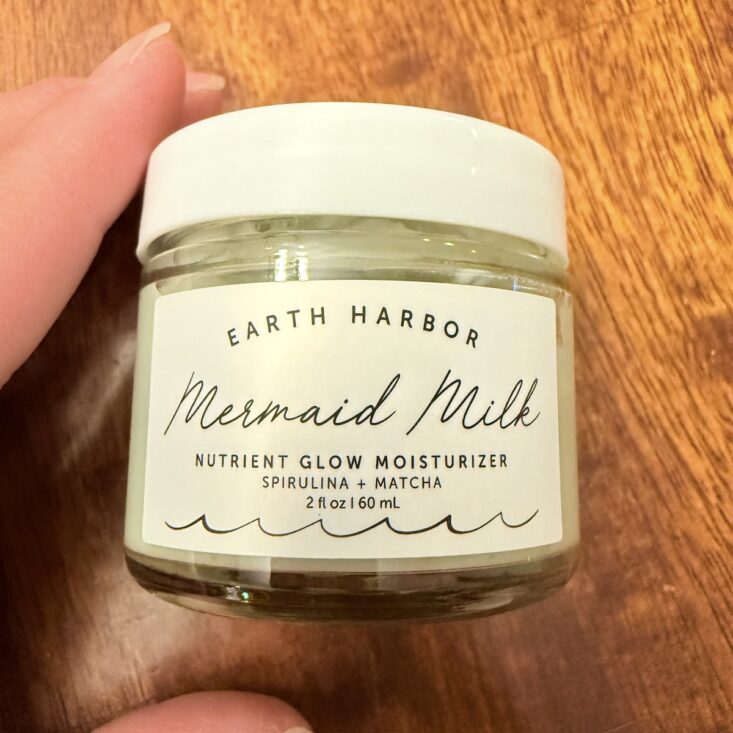 EARTH HARBOR
Mermaid Milk
NUTRIENT GLOW MOISTURIZER
SPIRULINA + MATCHA
2 fl oz | 60 mL